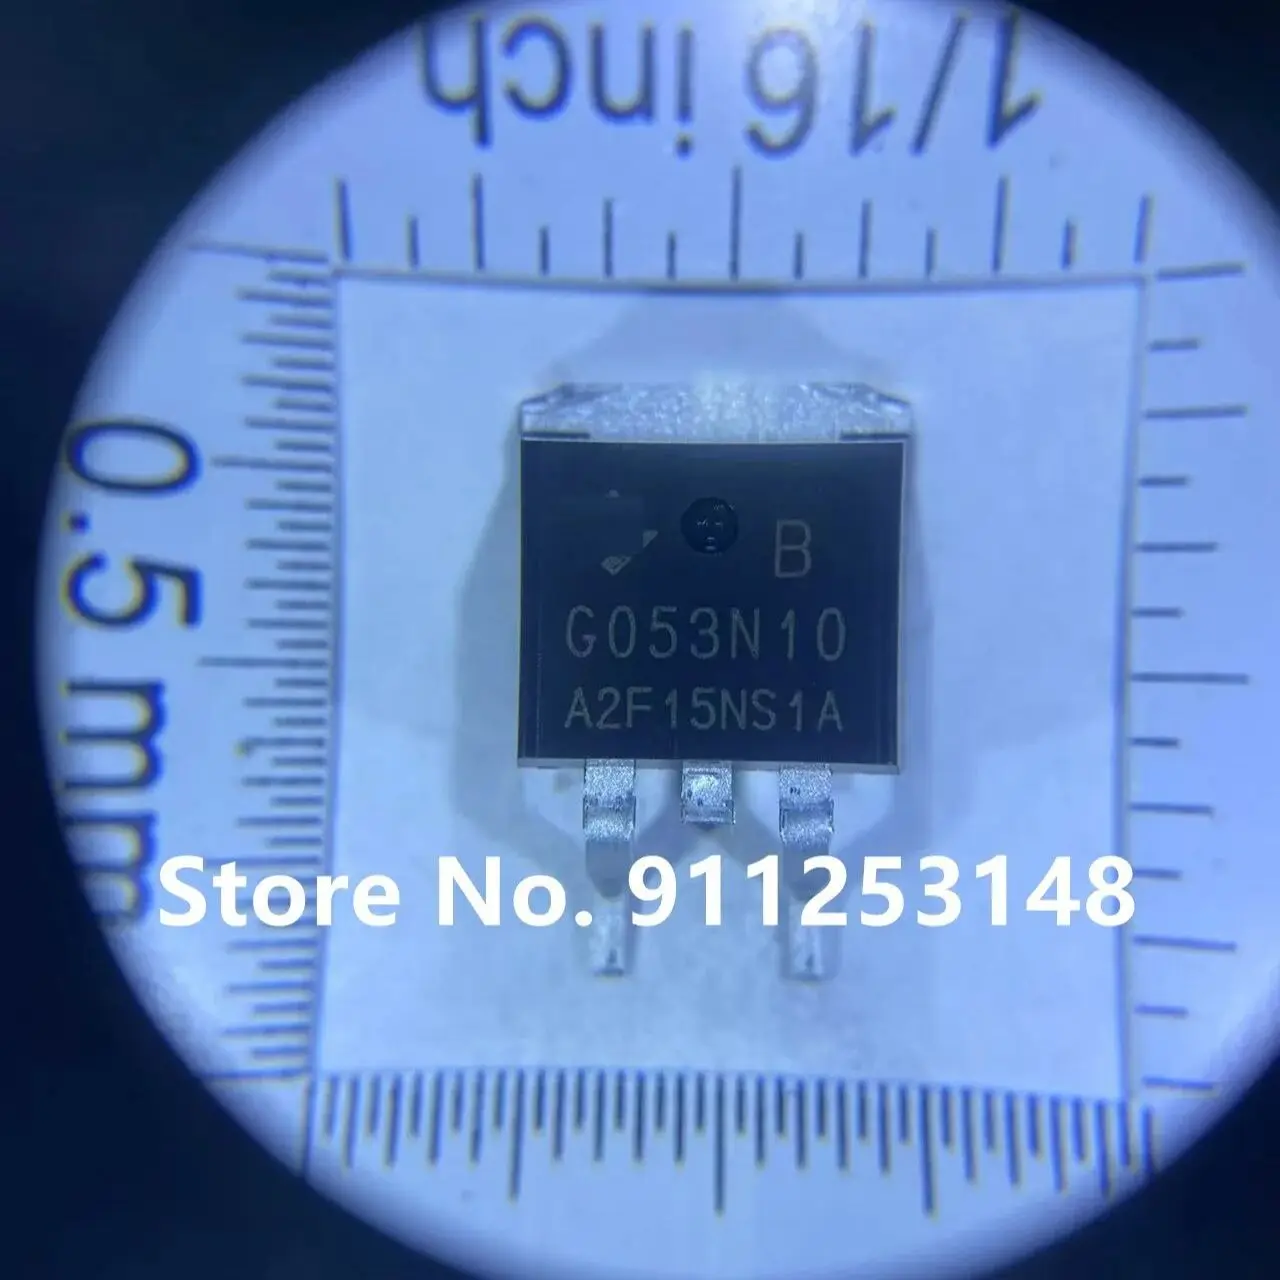 1/16 inch
0.5 mm
B
G053N10
A2F15NS1A
Store No. 911253148